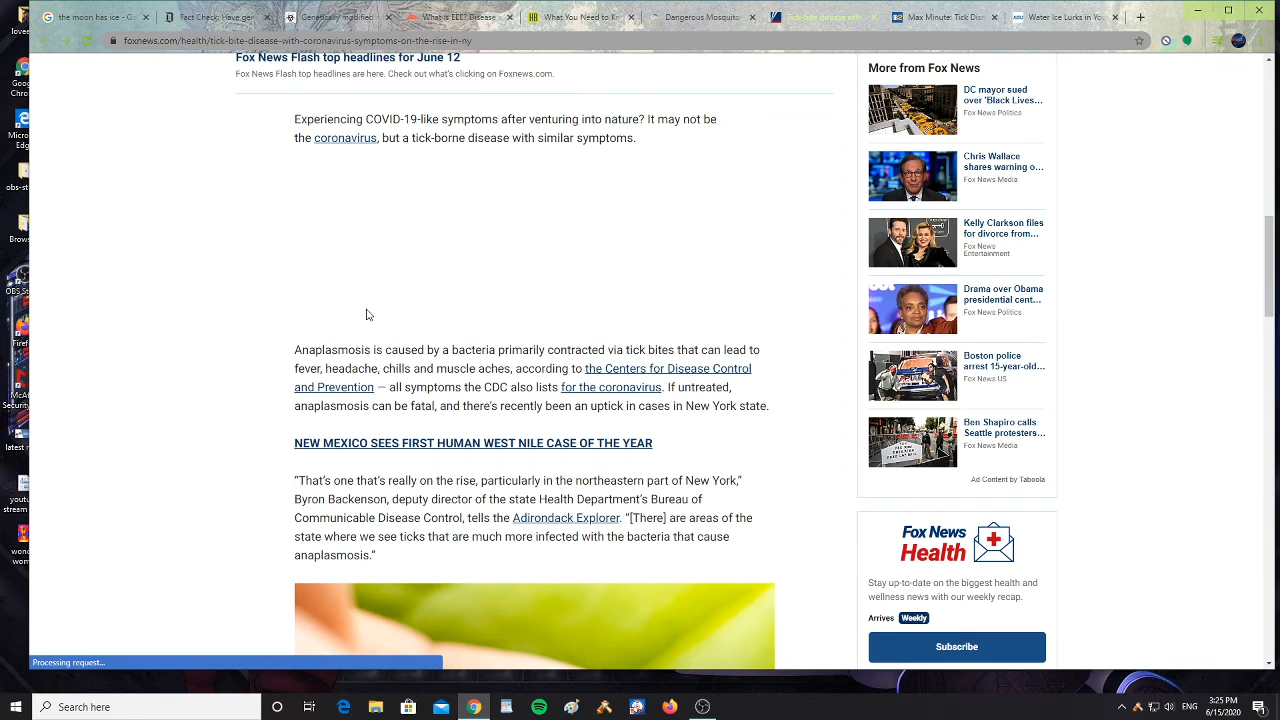 the moon has ice - G
Fact Check: Have ger
Genetically modified
What is EEE? Disease
What You Need to Kn
Dangerous Mosquito
Tick-bite disease with
Max Minute: Tick Dis
Water Ice Lurks in You
foxnews.com/health/tick-bite-disease-with-coronavirus-symptoms-on-the-rise-in-ny
Fox News Flash top headlines for June 12
Fox News Flash top headlines are here. Check out what's clicking on Foxnews.com.
Experiencing COVID-19-like symptoms after venturing into nature? It may not be
the coronavirus, but a tick-borne disease with similar symptoms.
Anaplasmosis is caused by a bacteria primarily contracted via tick bites that can lead to
fever, headache, chills and muscle aches, according to the Centers for Disease Control
and Prevention — all symptoms the CDC also lists for the coronavirus. If untreated,
anaplasmosis can be fatal, and there's recently been an uptick in cases in New York state.
NEW MEXICO SEES FIRST HUMAN WEST NILE CASE OF THE YEAR
“That's one that's really on the rise, particularly in the northeastern part of New York,”
Byron Backenson, deputy director of the state Health Department's Bureau of
Communicable Disease Control, tells the Adirondack Explorer. “[There] are areas of the
state where we see ticks that are much more infected with the bacteria that cause
anaplasmosis.”
More from Fox News
DC mayor sued
over 'Black Lives...
Fox News Politics
Chris Wallace
shares warning o...
Fox News Media
Kelly Clarkson files
for divorce from...
Fox News
Entertainment
Drama over Obama
presidential cent...
Fox News Politics
Boston police
arrest 15-year-old...
Fox News US
Ben Shapiro calls
Seattle protesters...
Fox News Media
Ad Content by Taboola
Fox News
Health
Stay up-to-date on the biggest health and
wellness news with our weekly recap.
Arrives Weekly
Subscribe
Processing request...
Search here
ENG
3:25 PM
6/15/2020